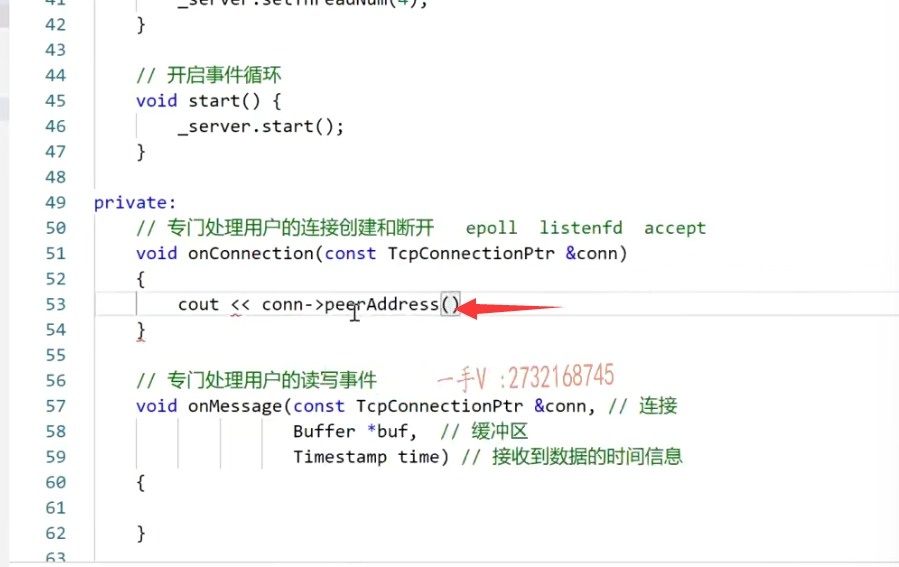 41 _server.setThreadNum(4);
42 }
43
44 // 开启事件循环
45 void start() {
46 _server.start();
47 }
48
49 private:
50 // 专门处理用户的连接创建和断开 epoll listenfd accept
51 void onConnection(const TcpConnectionPtr &conn)
52 {
53 cout << conn->peerAddress()
54 }
55
56 // 专门处理用户的读写事件 一手V :2732168745
57 void onMessage(const TcpConnectionPtr &conn, // 连接
58 Buffer *buf, // 缓冲区
59 Timestamp time) // 接收到数据的时间信息
60 {
61
62 }
63